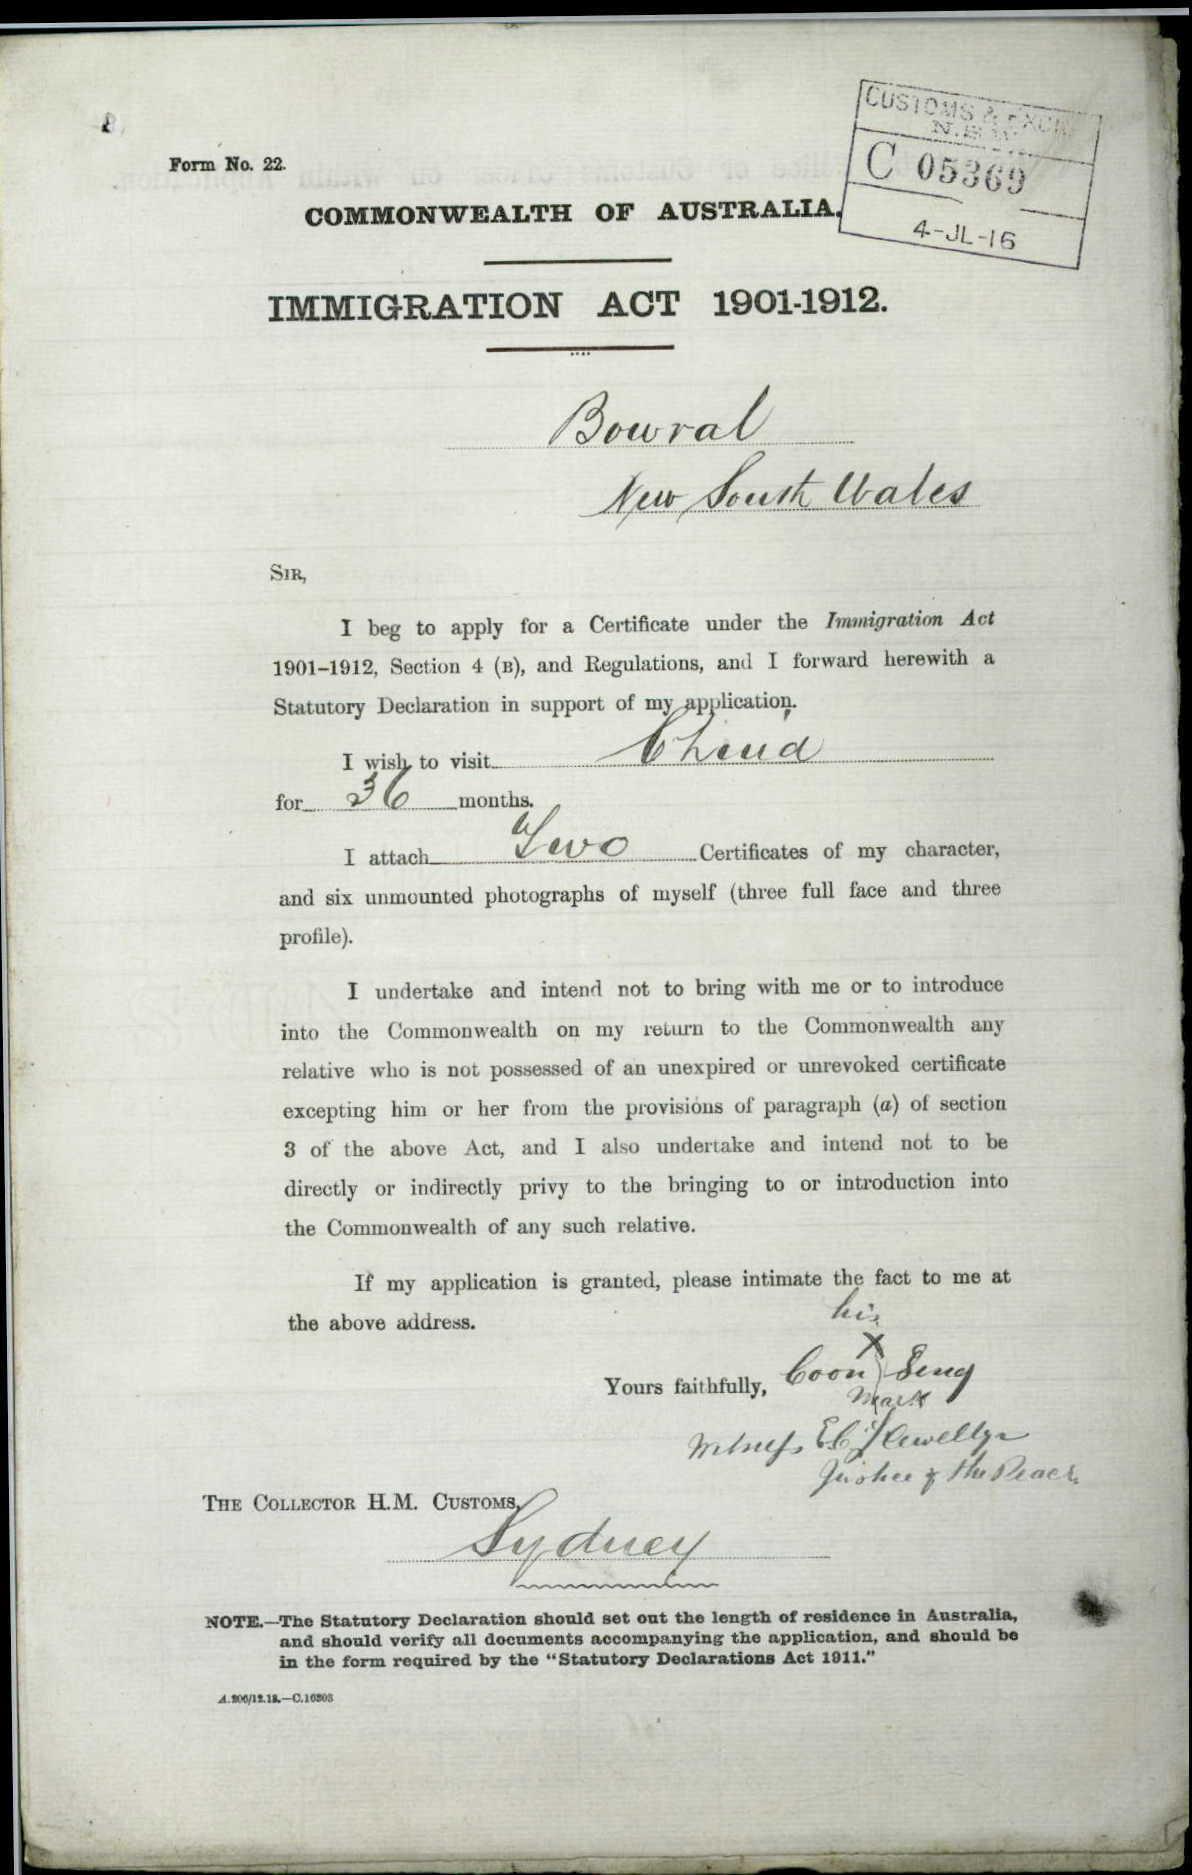 CUSTOMS & EXCISE
N.S.W.
C 05369
4-JL-16
Form No. 22.
COMMONWEALTH OF AUSTRALIA.
IMMIGRATION ACT 1901-1912.
Bowral
New South Wales
SIR,
I beg to apply for a Certificate under the Immigration Act
1901-1912, Section 4 (B), and Regulations, and I forward herewith a
Statutory Declaration in support of my application.
I wish to visit China
for 36 months.
I attach Two Certificates of my character,
and six unmounted photographs of myself (three full face and three
profile).
I undertake and intend not to bring with me or to introduce
into the Commonwealth on my return to the Commonwealth any
relative who is not possessed of an unexpired or unrevoked certificate
excepting him or her from the provisions of paragraph (a) of section
3 of the above Act, and I also undertake and intend not to be
directly or indirectly privy to the bringing to or introduction into
the Commonwealth of any such relative.
If my application is granted, please intimate the fact to me at
the above address.
his
X
Yours faithfully, Coon Seng
mark
Witness E.C. Llewellyn
Justice of the Peace
THE COLLECTOR H.M. CUSTOMS,
Sydney
NOTE.—The Statutory Declaration should set out the length of residence in Australia,
and should verify all documents accompanying the application, and should be
in the form required by the "Statutory Declarations Act 1911."